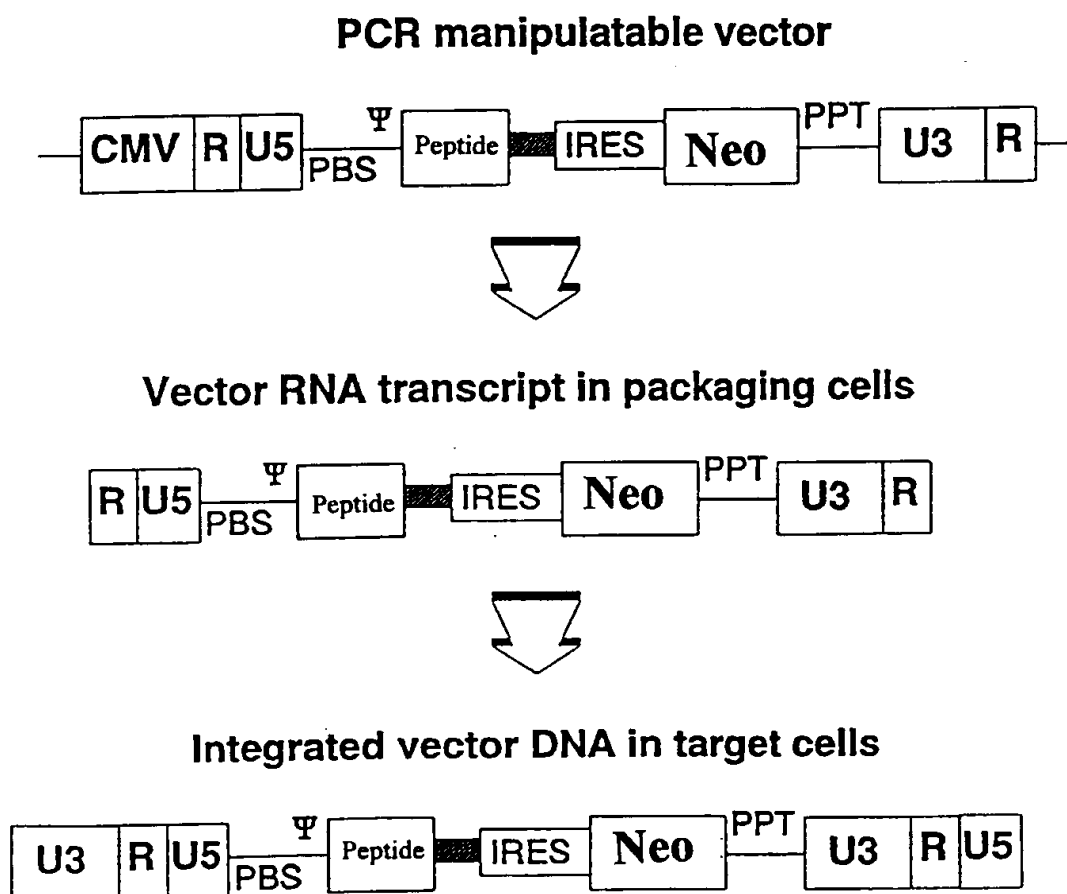 PCR manipulatable vector
CMV R U5 PBS Ψ Peptide IRES Neo PPT U3 R
Vector RNA transcript in packaging cells
R U5 PBS Ψ Peptide IRES Neo PPT U3 R
Integrated vector DNA in target cells
U3 R U5 PBS Ψ Peptide IRES Neo PPT U3 R U5